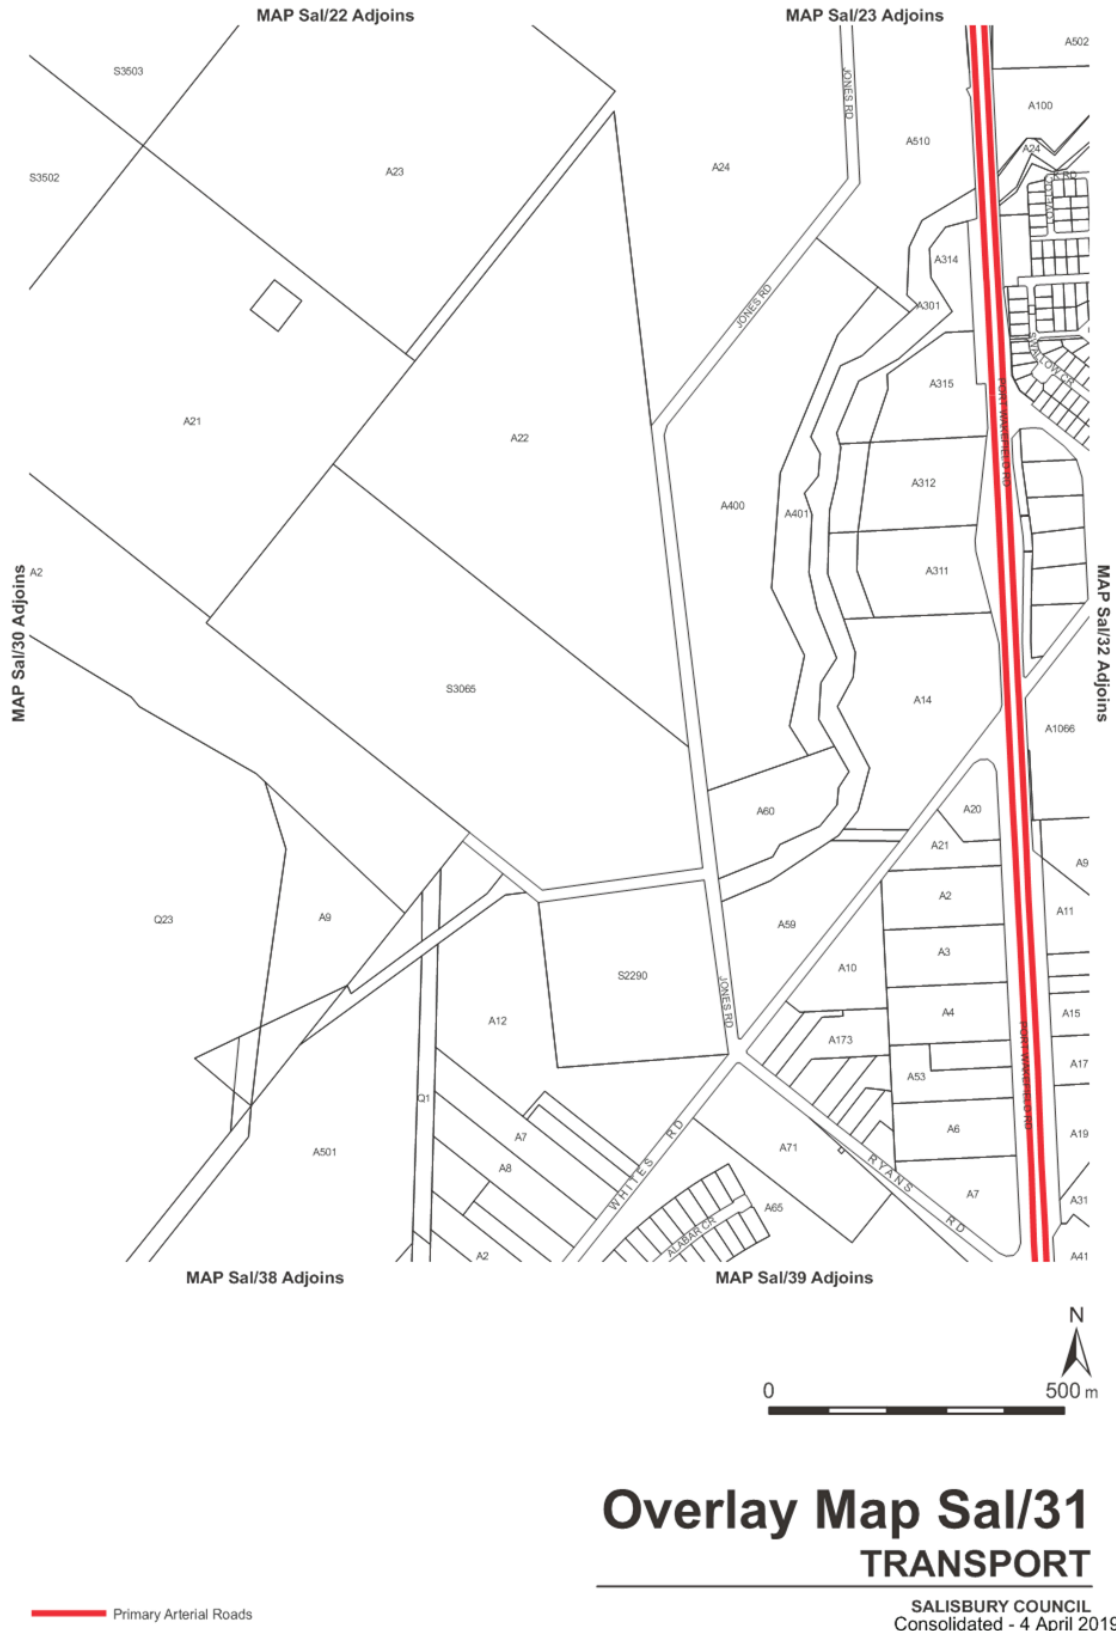 MAP Sal/22 Adjoins
MAP Sal/23 Adjoins
S3503
A502
JONES RD
A100
A510
A24
A24
A23
S3502
A314
A301
JONES RD
SWALLOW CR
A315
PORT WAKEFIELD RD
A21
A22
A312
A400
A401
A311
A2
MAP Sal/30 Adjoins
MAP Sal/32 Adjoins
S3065
A14
A1066
A60
A20
A21
A9
A2
A11
Q23
A9
A59
A3
A10
S2290
JONES RD
A4
A15
A12
A173
PORT WAKEFIELD RD
A17
A53
Q1
A6
A19
A7
A71
A501
A8
WHITES RD
RYANS RD
A7
A31
A65
ALABAR CR
A2
A41
MAP Sal/38 Adjoins
MAP Sal/39 Adjoins
N
0 500 m
Overlay Map Sal/31
TRANSPORT
SALISBURY COUNCIL
Consolidated - 4 April 2019
Primary Arterial Roads